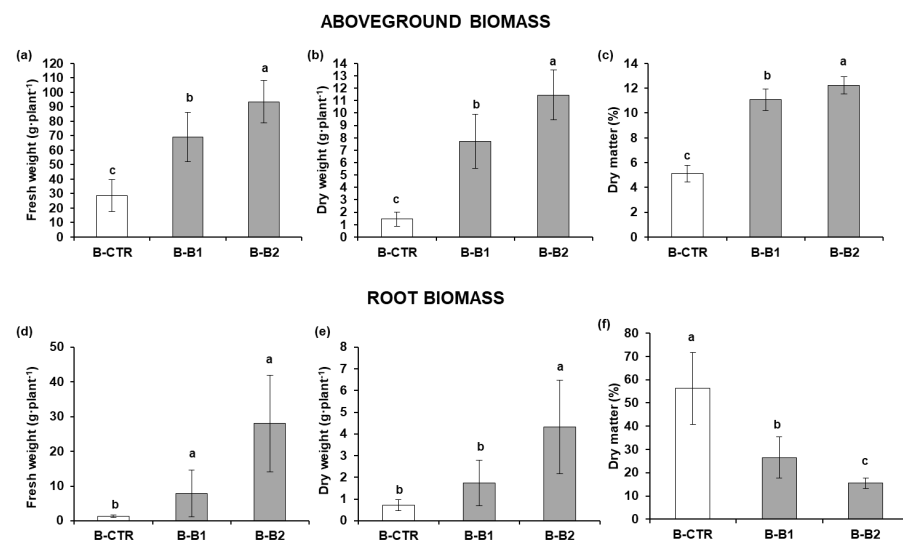 ABOVEGROUND BIOMASS
(a)
Fresh weight (g·plant⁻¹)
120
110
100
90
80
70
60
50
40
30
20
10
0
c
b
a
B-CTR B-B1 B-B2
(b)
Dry weight (g·plant⁻¹)
14
13
12
11
10
9
8
7
6
5
4
3
2
1
0
c
b
a
B-CTR B-B1 B-B2
(c)
Dry matter (%)
14
12
10
8
6
4
2
0
c
b
a
B-CTR B-B1 B-B2
ROOT BIOMASS
(d)
Fresh weight (g·plant⁻¹)
50
40
30
20
10
0
b
a
a
B-CTR B-B1 B-B2
(e)
Dry weight (g·plant⁻¹)
8
7
6
5
4
3
2
1
0
b
b
a
B-CTR B-B1 B-B2
(f)
Dry matter (%)
80
70
60
50
40
30
20
10
0
a
b
c
B-CTR B-B1 B-B2